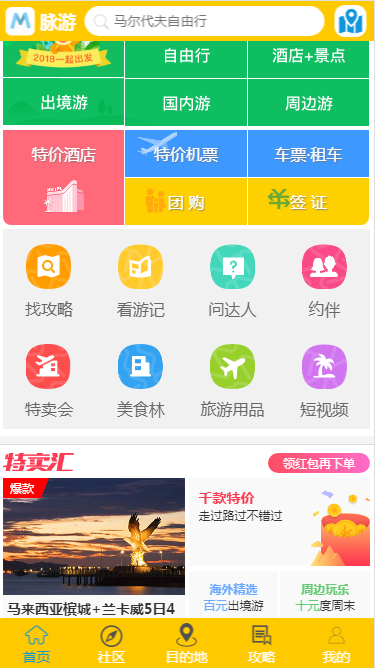 脉游 马尔代夫自由行
2018一起出发 自由行 酒店+景点
出境游 国内游 周边游
特价酒店 特价机票 车票·租车
HOTEL 团购 签证
找攻略 看游记 问达人 约伴
特卖会 美食林 旅游用品 短视频
特卖汇 领红包再下单
爆款
千款特价
走过路过不错过
海外精选 周边玩乐
百元出境游 十元度周末
马来西亚槟城+兰卡威5日4
首页 社区 目的地 攻略 我的